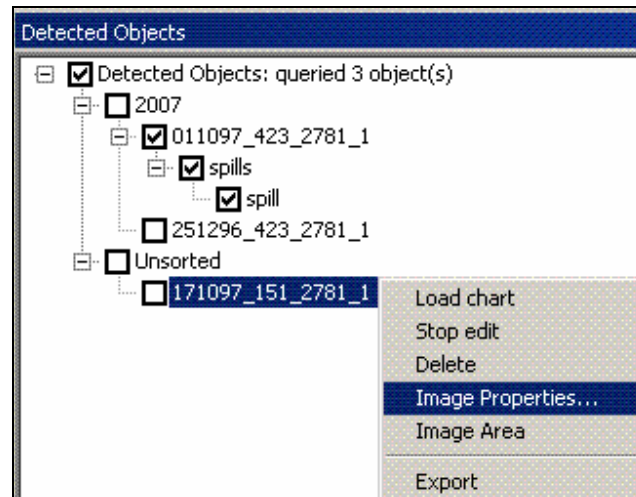 Detected Objects
Detected Objects: queried 3 object(s)
2007
011097_423_2781_1
spills
spill
251296_423_2781_1
Unsorted
171097_151_2781_1
Load chart
Stop edit
Delete
Image Properties...
Image Area
Export